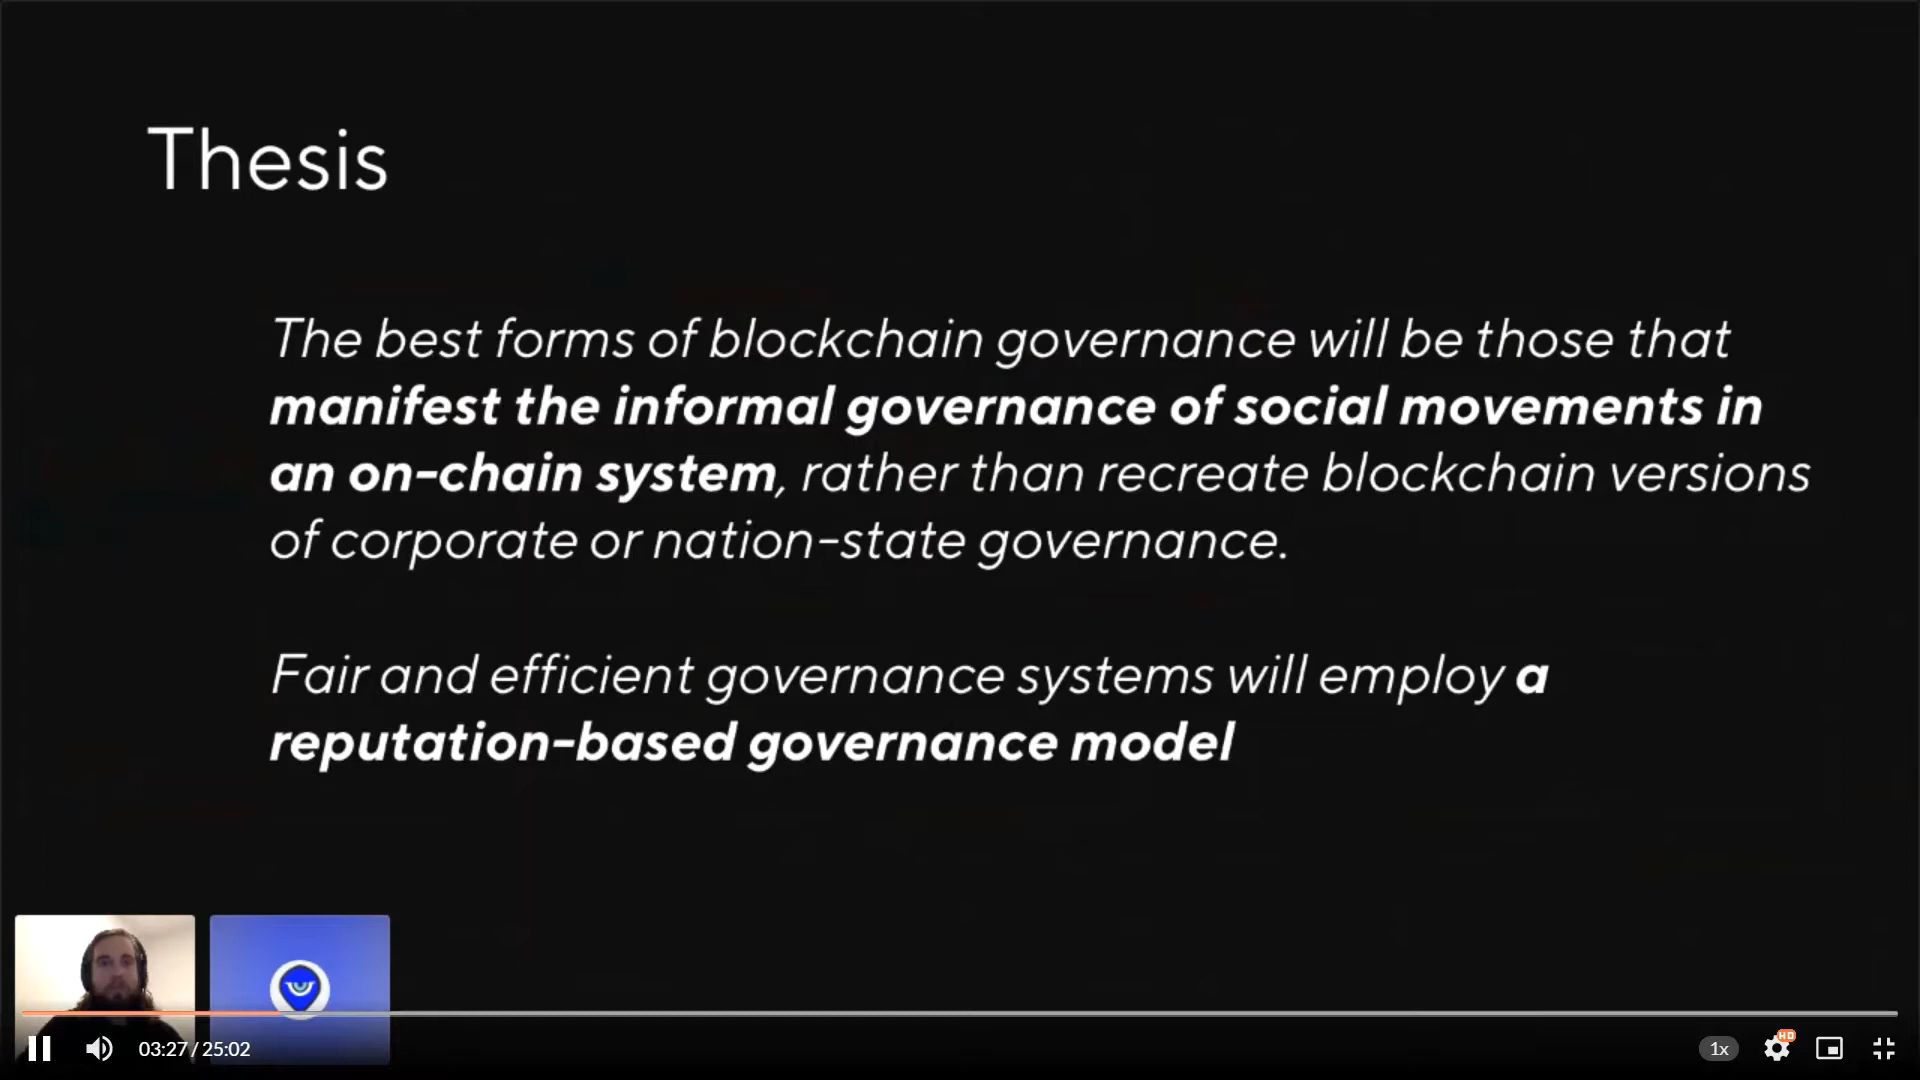 Thesis
The best forms of blockchain governance will be those that
manifest the informal governance of social movements in
an on-chain system, rather than recreate blockchain versions
of corporate or nation-state governance.
Fair and efficient governance systems will employ a
reputation-based governance model
03:27 / 25:02
1x
HD